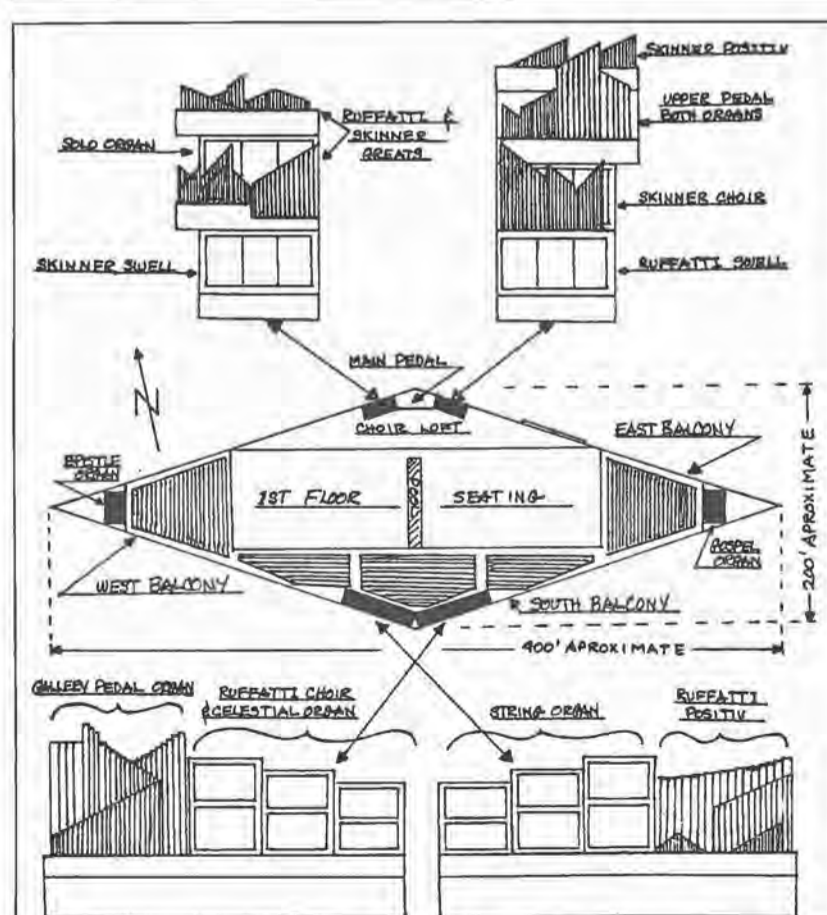 SKINNER POSITIV
RUFFATTI &
SKINNER
GREATS
UPPER PEDAL
BOTH ORGANS
SOLO ORGAN
SKINNER CHOIR
SKINNER SWELL
RUFFATTI SWELL
MAIN PEDAL
N
CHOIR LOFT
EAST BALCONY
EPSTLE
ORGAN
1ST FLOOR
SEATING
GOSPEL
ORGAN
200' APROXIMATE
WEST BALCONY
SOUTH BALCONY
400' APROXIMATE
GALLERY PEDAL ORGAN
RUFFATTI CHOIR
& CELESTIAL ORGAN
STRING ORGAN
RUFFATTI
POSITIV